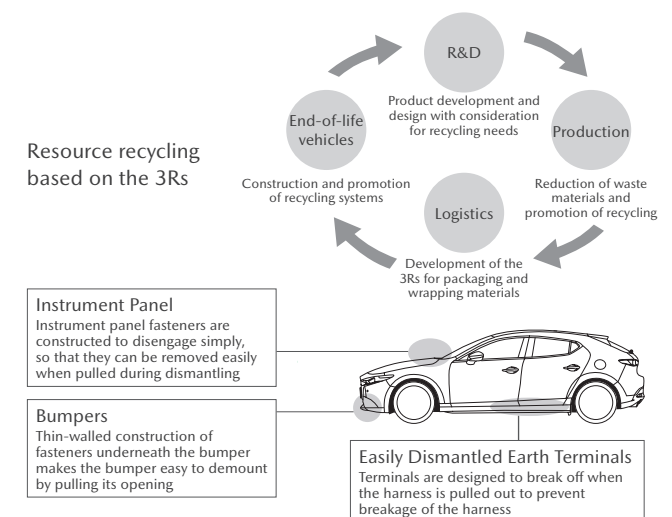 R&D
Product development and
design with consideration
for recycling needs
End-of-life
vehicles
Production
Resource recycling
based on the 3Rs
Construction and promotion
of recycling systems
Reduction of waste
materials and
promotion of recycling
Logistics
Development of the
3Rs for packaging and
wrapping materials
Instrument Panel
Instrument panel fasteners are
constructed to disengage simply,
so that they can be removed easily
when pulled during dismantling
Bumpers
Thin-walled construction of
fasteners underneath the bumper
makes the bumper easy to demount
by pulling its opening
Easily Dismantled Earth Terminals
Terminals are designed to break off when
the harness is pulled out to prevent
breakage of the harness